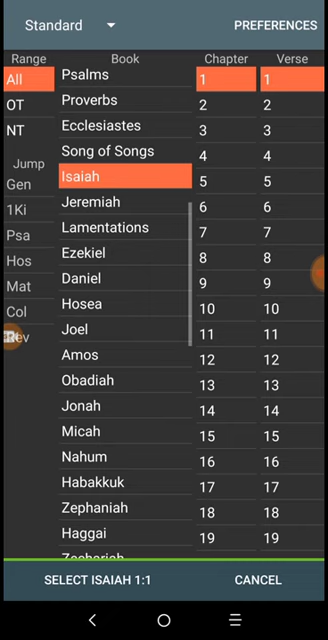 Standard
PREFERENCES
Range
Book
Chapter
Verse
All
OT
NT
Jump
Gen
1Ki
Psa
Hos
Mat
Col
Psalms
Proverbs
Ecclesiastes
Song of Songs
Isaiah
Jeremiah
Lamentations
Ezekiel
Daniel
Hosea
Joel
Amos
Obadiah
Jonah
Micah
Nahum
Habakkuk
Zephaniah
Haggai
Zechariah
1
2
3
4
5
6
7
8
9
10
11
12
13
14
15
16
17
18
19
1
2
3
4
5
6
7
8
9
10
11
12
13
14
15
16
17
18
19
SELECT ISAIAH 1:1
CANCEL